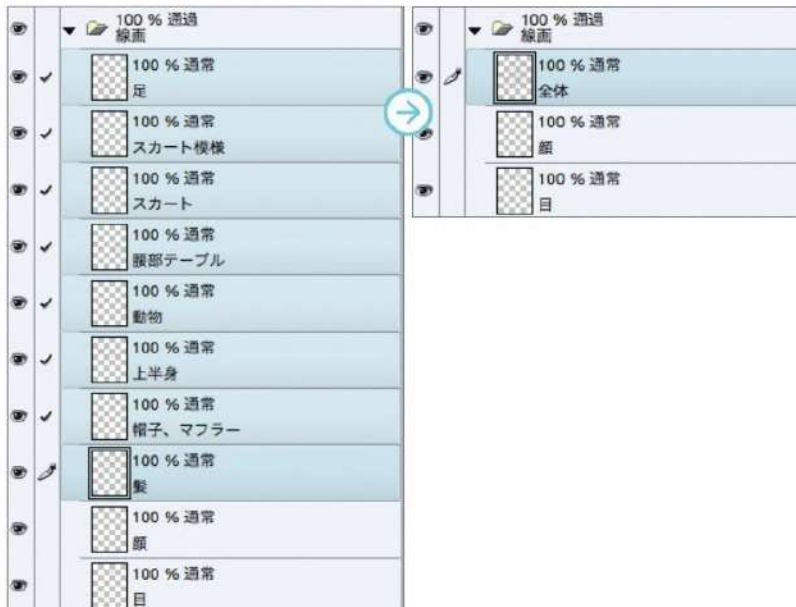 100 % 通過
線画
100 % 通常
足
100 % 通常
スカート模様
100 % 通常
スカート
100 % 通常
腰部テーブル
100 % 通常
動物
100 % 通常
上半身
100 % 通常
帽子、マフラー
100 % 通常
髪
100 % 通常
顔
100 % 通常
目
100 % 通過
線画
100 % 通常
全体
100 % 通常
顔
100 % 通常
目